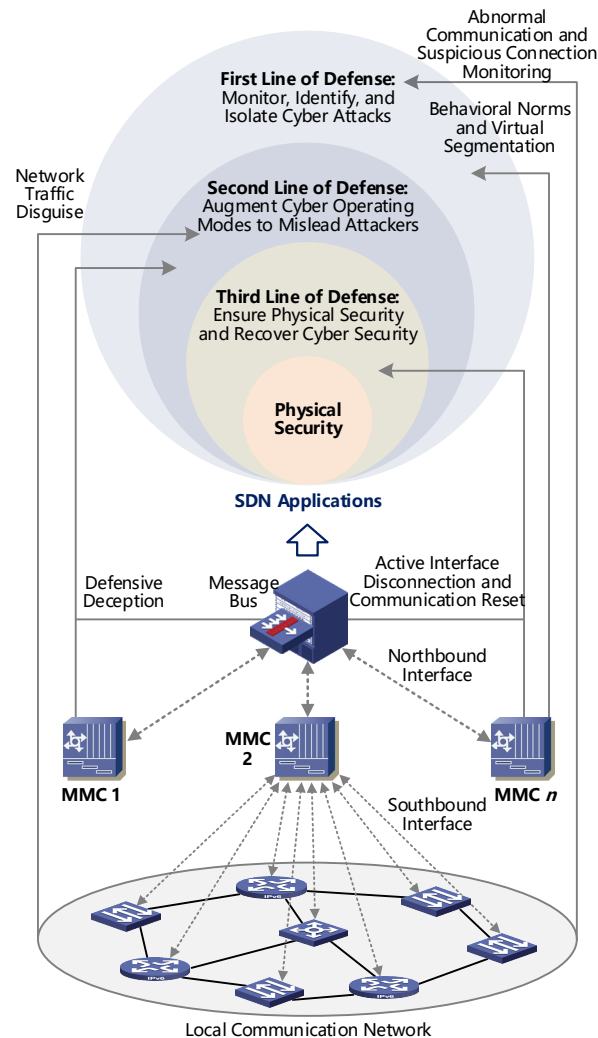 Abnormal
Communication and
Suspicious Connection
Monitoring
First Line of Defense:
Monitor, Identify, and
Isolate Cyber Attacks
Behavioral Norms
and Virtual
Segmentation
Network
Traffic
Disguise
Second Line of Defense:
Augment Cyber Operating
Modes to Mislead Attackers
Third Line of Defense:
Ensure Physical Security
and Recover Cyber Security
Physical
Security
SDN Applications
Defensive
Deception
Message
Bus
Active Interface
Disconnection and
Communication Reset
Northbound
Interface
MMC 1
MMC
2
MMC n
Southbound
Interface
IPv6
IPv6
IPv6
Local Communication Network